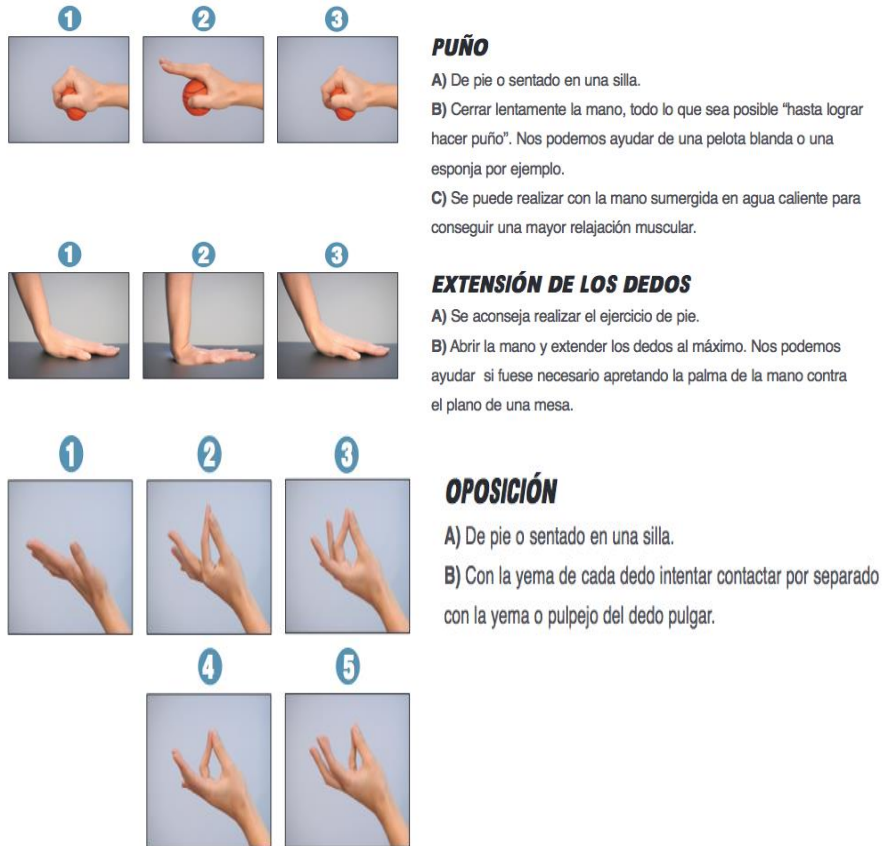 1 2 3
PUÑO
A) De pie o sentado en una silla.
B) Cerrar lentamente la mano, todo lo que sea posible “hasta lograr
hacer puño”. Nos podemos ayudar de una pelota blanda o una
esponja por ejemplo.
C) Se puede realizar con la mano sumergida en agua caliente para
conseguir una mayor relajación muscular.
1 2 3
EXTENSIÓN DE LOS DEDOS
A) Se aconseja realizar el ejercicio de pie.
B) Abrir la mano y extender los dedos al máximo. Nos podemos
ayudar si fuese necesario apretando la palma de la mano contra
el plano de una mesa.
1 2 3
OPOSICIÓN
A) De pie o sentado en una silla.
B) Con la yema de cada dedo intentar contactar por separado
con la yema o pulpejo del dedo pulgar.
4 5